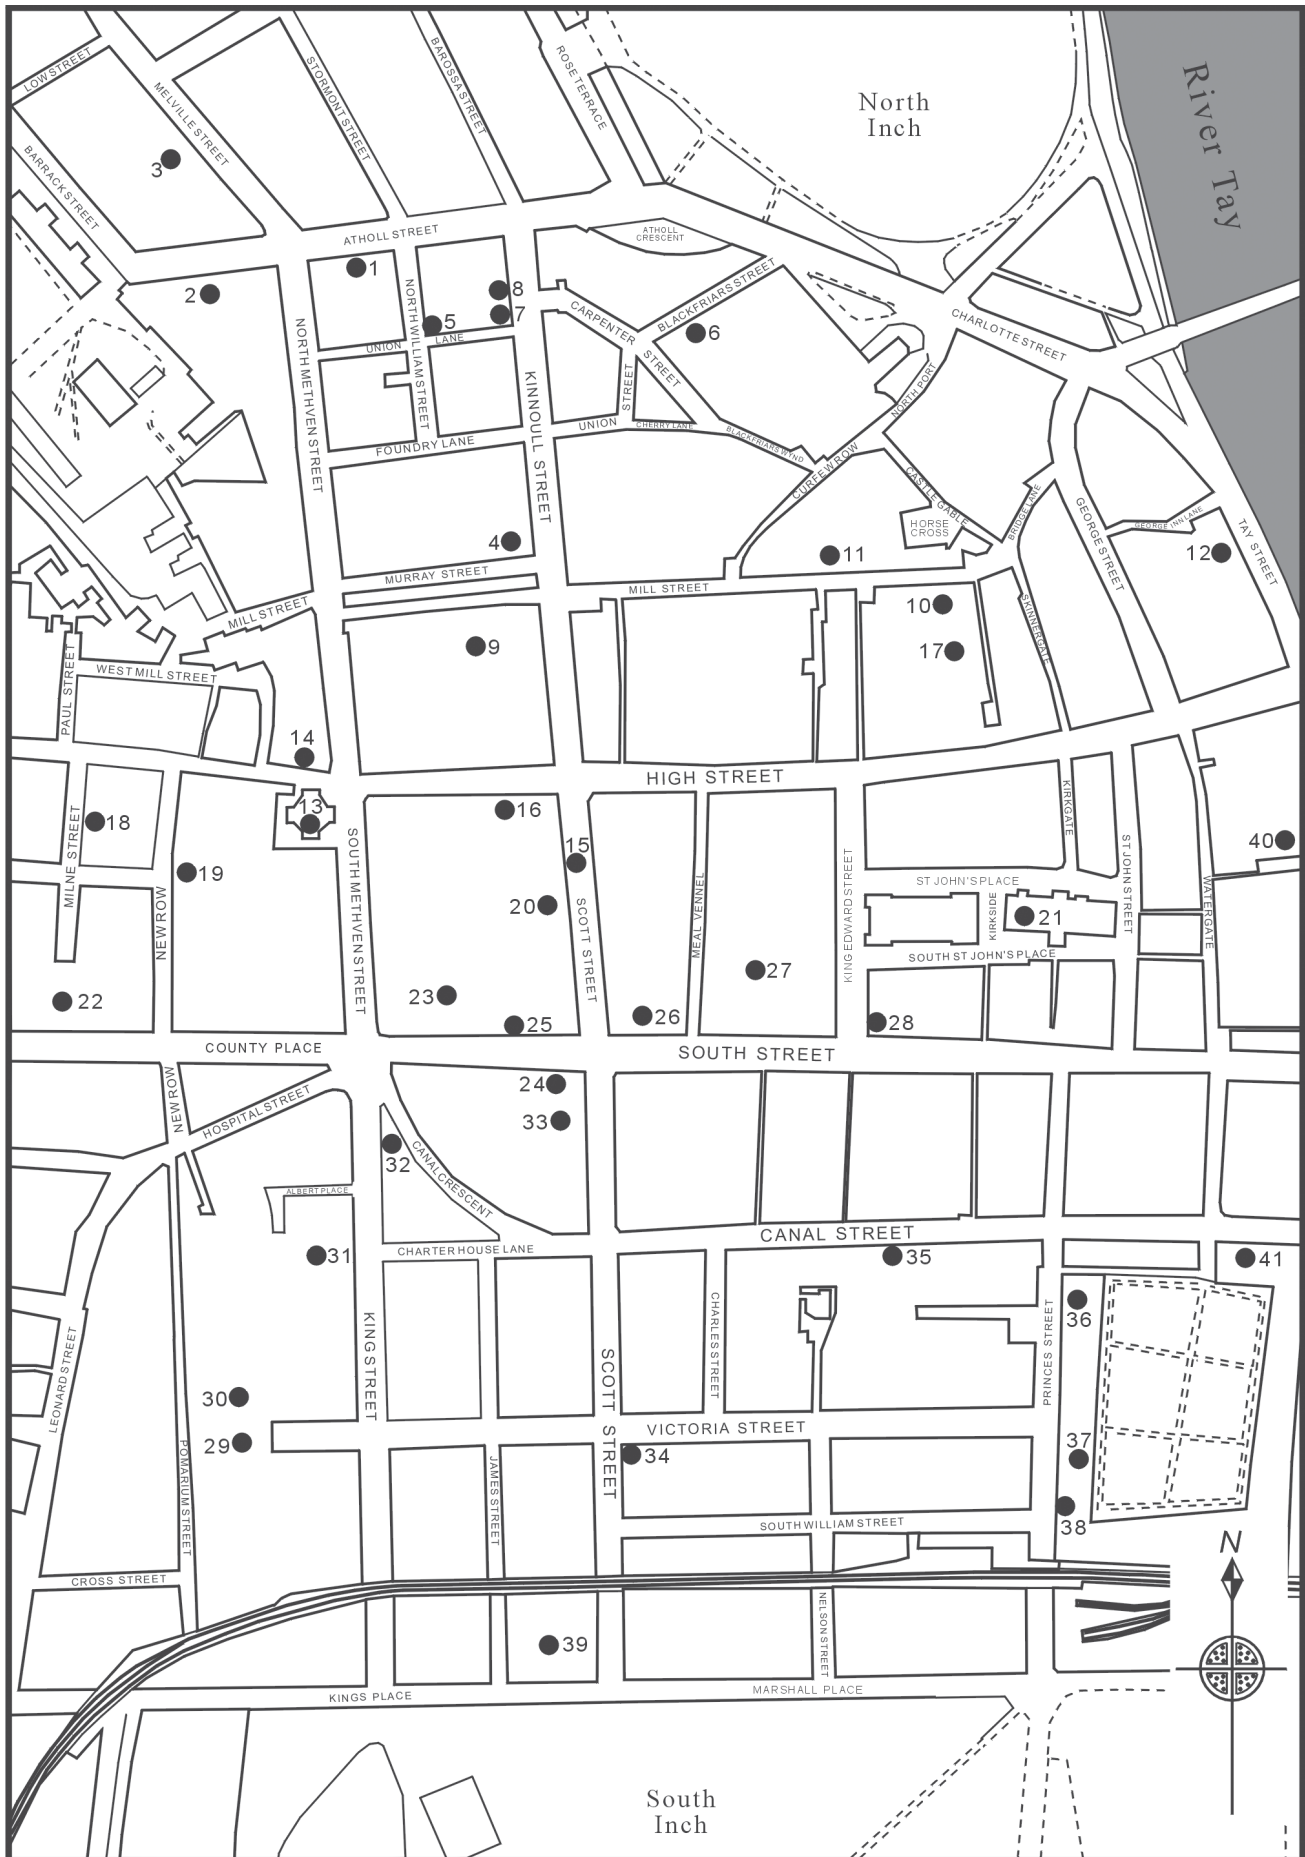 LOW STREET
MELVILLE STREET
STORMONT STREET
BAROSSA STREET
ROSE TERRACE
North
Inch
River Tay
BARRACK STREET
3
ATHOLL STREET
ATHOLL
CRESCENT
1
2
8
7
5
6
NORTH WILLIAM STREET
UNION
LANE
CARPENTER
STREET
BLACKFRIARS STREET
CHARLOTTE STREET
NORTH METHVEN STREET
KINNOULL STREET
STREET
UNION
CHERRY LANE
BLACKFRIARS WYND
NORTH PORT
CURFEW ROW
CASTLE GABLE
FOUNDRY LANE
HORSE
CROSS
BRIDGE LANE
GEORGE STREET
GEORGE INN LANE
TAY STREET
4
11
12
MURRAY STREET
MILL STREET
MILL STREET
10
17
SKINNERGATE
9
PAUL STREET
WEST MILL STREET
14
HIGH STREET
13
16
15
18
19
MILNE STREET
NEW ROW
SOUTH METHVEN STREET
20
SCOTT STREET
MEAL VENNEL
KING EDWARD STREET
KIRKGATE
ST JOHN STREET
40
ST JOHN'S PLACE
KIRKSIDE
21
WATERGATE
SOUTH ST JOHN'S PLACE
22
23
25
26
27
28
COUNTY PLACE
SOUTH STREET
NEW ROW
HOSPITAL STREET
24
33
32
CANAL CRESCENT
ALBERT PLACE
CANAL STREET
31
CHARTER HOUSE LANE
35
41
36
KING STREET
CHARLES STREET
PRINCES STREET
LEONARD STREET
30
29
SCOTT STREET
VICTORIA STREET
34
37
38
POMARIUM STREET
JAMES STREET
SOUTH WILLIAM STREET
N
CROSS STREET
39
NELSON STREET
KINGS PLACE
MARSHALL PLACE
South
Inch